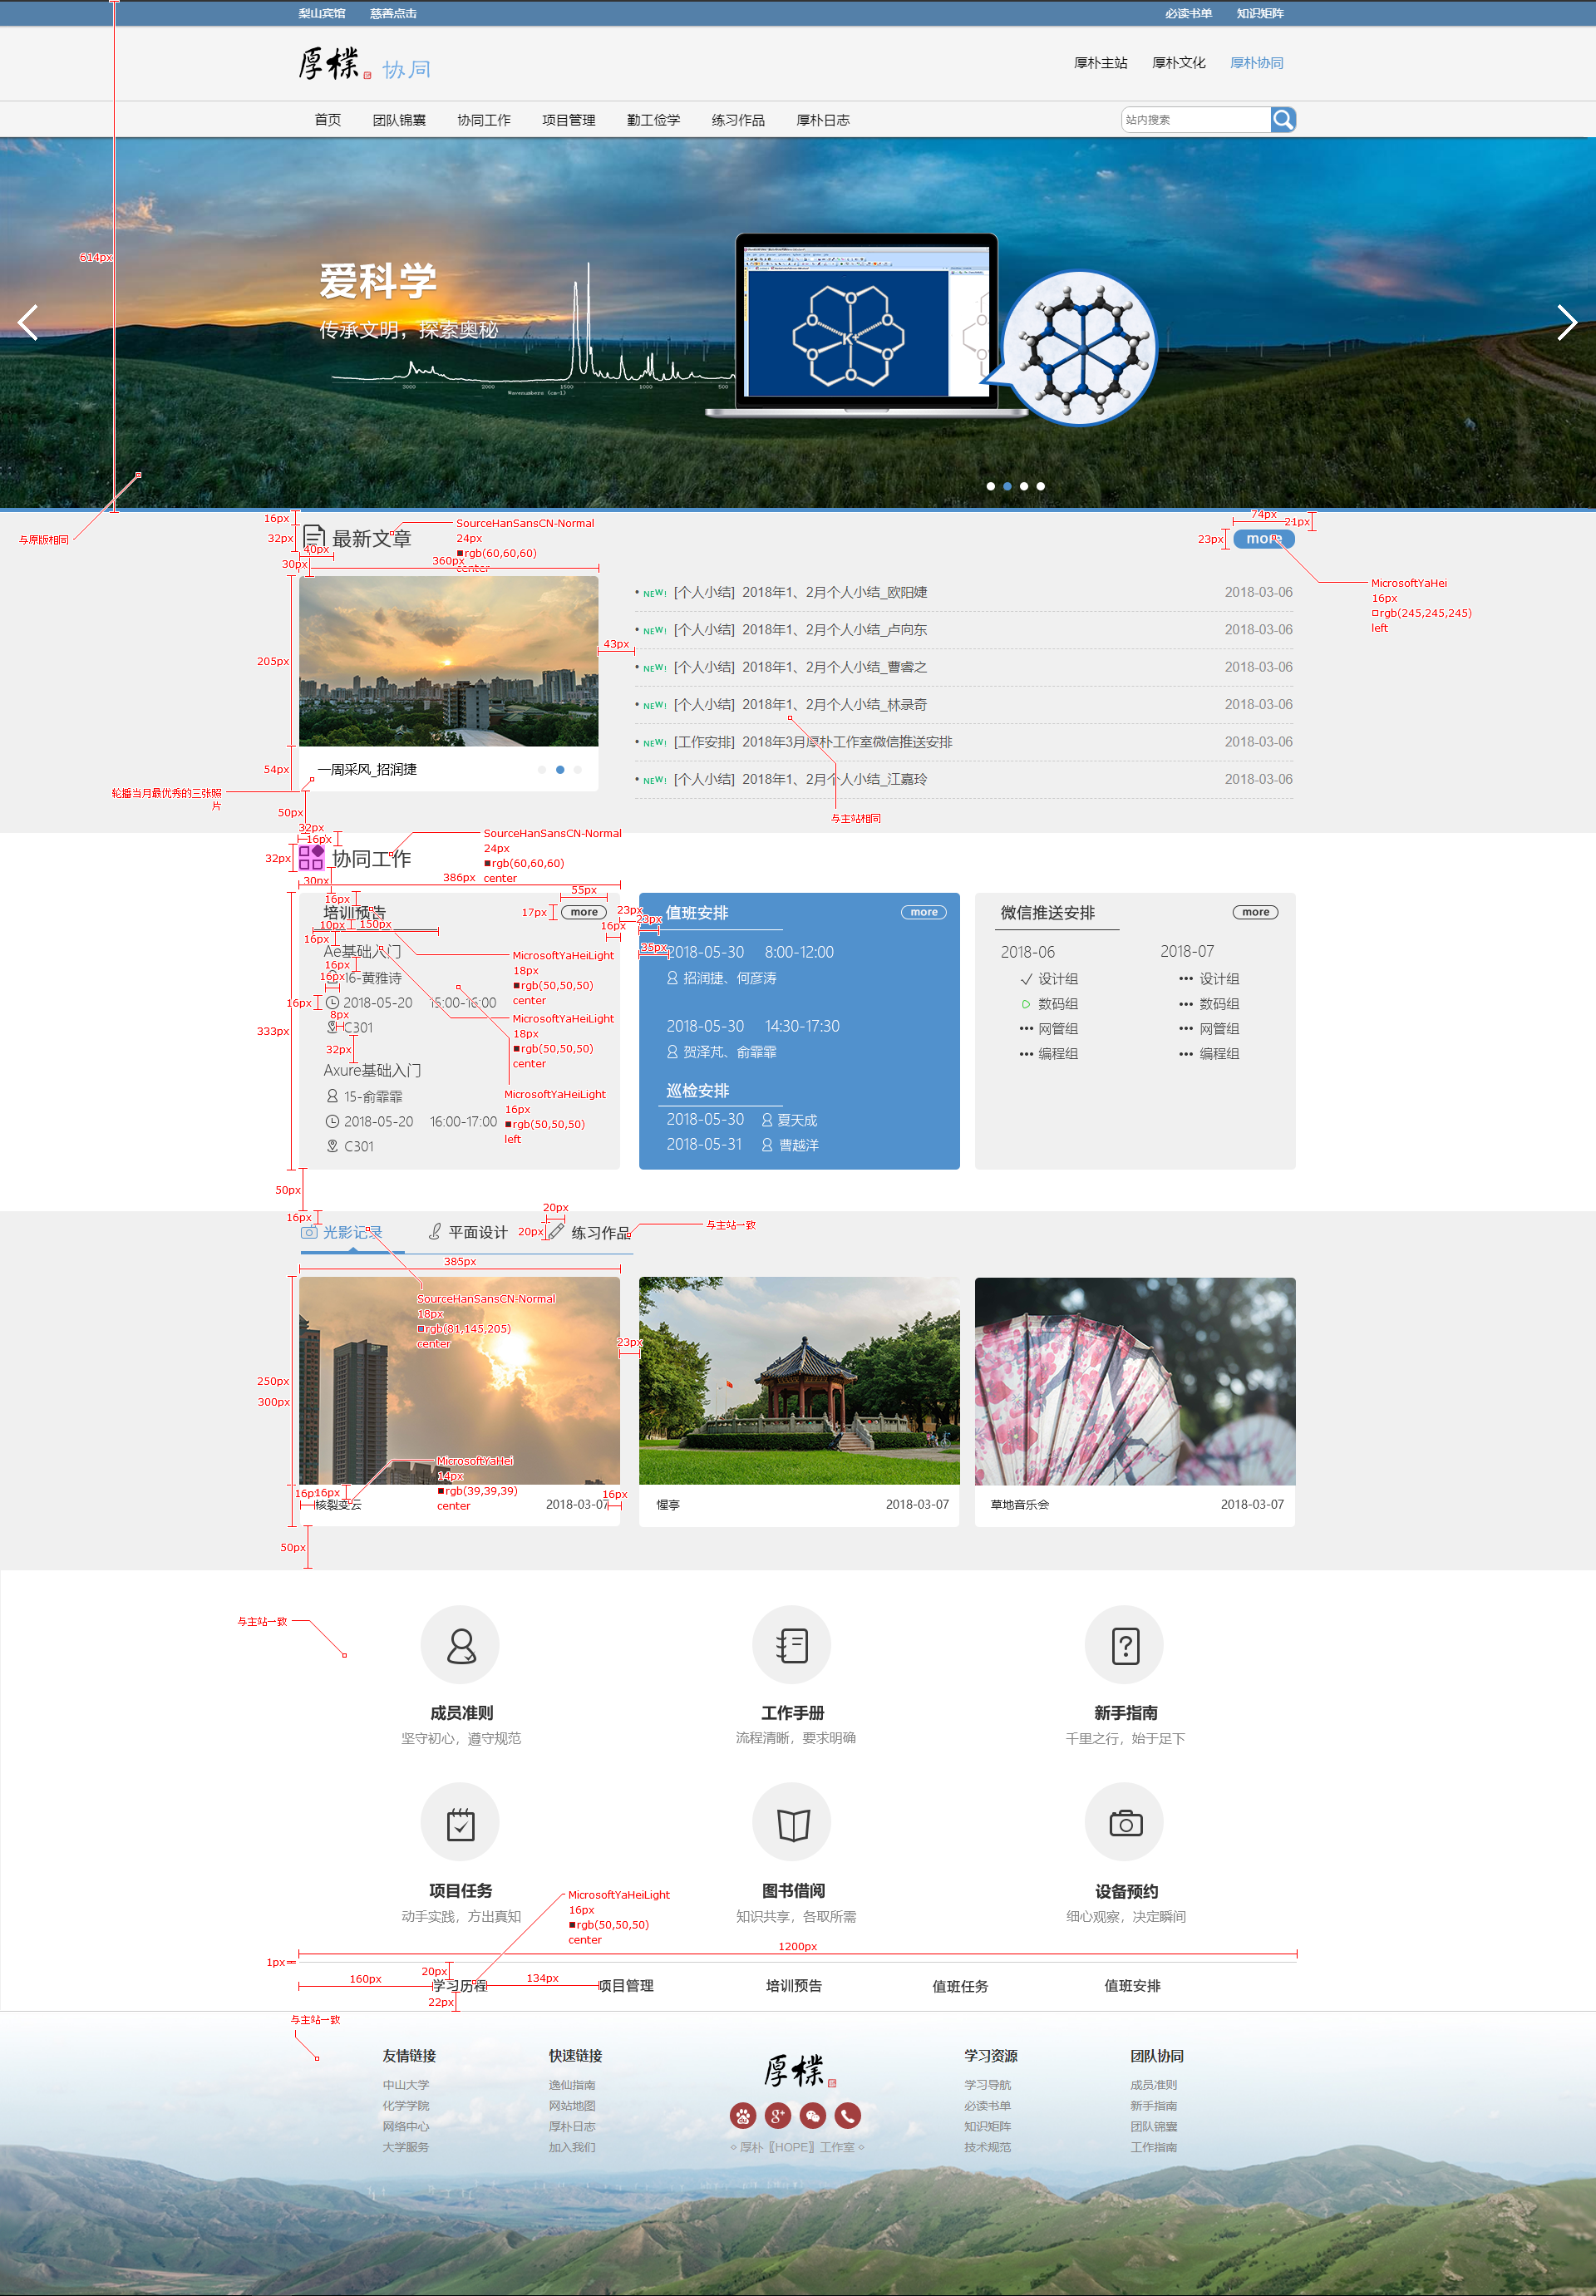 梨山宾馆 慈善点击 必读书单 知识矩阵
厚樸 协同 厚朴主站 厚朴文化 厚朴协同
首页 团队锦囊 协同工作 项目管理 勤工俭学 练习作品 厚朴日志 站内搜索
614px
爱科学
传承文明，探索奥秘
K+
O
O
O
O
O
O
3000 2000 1500 1000 500
Wavenumbers (cm-1)
与原版相同
16px
32px
40px
30px
最新文章
SourceHanSansCN-Normal
24px
rgb(60,60,60)
center
360px
74px
21px
23px
more
MicrosoftYaHei
16px
rgb(245,245,245)
left
205px
43px
54px
一周采风_招润捷
轮播当月最优秀的三张照
片
50px
• NEW! [个人小结] 2018年1、2月个人小结_欧阳婕 2018-03-06
• NEW! [个人小结] 2018年1、2月个人小结_卢向东 2018-03-06
• NEW! [个人小结] 2018年1、2月个人小结_曹睿之 2018-03-06
• NEW! [个人小结] 2018年1、2月个人小结_林录奇 2018-03-06
• NEW! [工作安排] 2018年3月厚朴工作室微信推送安排 2018-03-06
• NEW! [个人小结] 2018年1、2月个人小结_江嘉玲 2018-03-06
与主站相同
32px
16px
32px
30px
协同工作
SourceHanSansCN-Normal
24px
rgb(60,60,60)
center
386px
55px
16px
17px
培训预告 more
10px
150px
16px
23px
23px
16px
35px
Ae基础入门
16px
16px
16-黄雅诗
16px
2018-05-20 15:00-16:00
8px
C301
333px
32px
Axure基础入门
15-俞霏霏
2018-05-20 16:00-17:00
C301
MicrosoftYaHeiLight
18px
rgb(50,50,50)
center
MicrosoftYaHeiLight
18px
rgb(50,50,50)
center
MicrosoftYaHeiLight
16px
rgb(50,50,50)
left
值班安排 more
2018-05-30 8:00-12:00
招润捷、何彦涛
2018-05-30 14:30-17:30
贺泽芃、俞霏霏
巡检安排
2018-05-30 夏天成
2018-05-31 曹越洋
微信推送安排 more
2018-06 2018-07
设计组 设计组
数码组 数码组
网管组 网管组
编程组 编程组
50px
16px
20px
20px
光影记录 平面设计 练习作品
与主站一致
385px
SourceHanSansCN-Normal
18px
rgb(81,145,205)
center
23px
250px
300px
MicrosoftYaHei
14px
rgb(39,39,39)
center
16px
16px
16px
核裂变云 2018-03-07
惺亭 2018-03-07
草地音乐会 2018-03-07
50px
与主站一致
成员准则 工作手册 新手指南
坚守初心，遵守规范 流程清晰，要求明确 千里之行，始于足下
项目任务 图书借阅 设备预约
动手实践，方出真知 知识共享，各取所需 细心观察，决定瞬间
MicrosoftYaHeiLight
16px
rgb(50,50,50)
center
1200px
1px
20px
160px
134px
22px
学习历程 项目管理 培训预告 值班任务 值班安排
与主站一致
友情链接 快速链接 厚樸 学习资源 团队协同
中山大学 逸仙指南 学习导航 成员准则
化学学院 网站地图 必读书单 新手指南
网络中心 厚朴日志 知识矩阵 团队锦囊
大学服务 加入我们 ◇ 厚朴〖HOPE〗工作室 ◇ 技术规范 工作指南